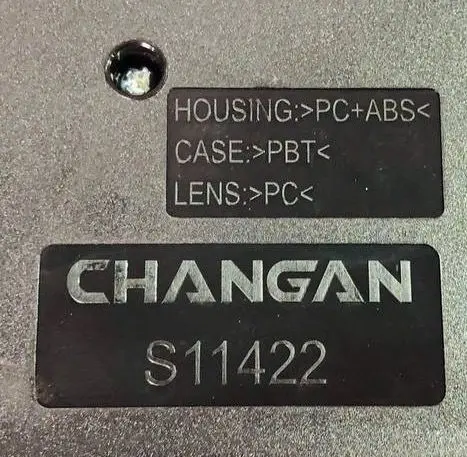 HOUSING:>PC+ABS<
CASE:>PBT<
LENS:>PC<
CHANGAN
S11422